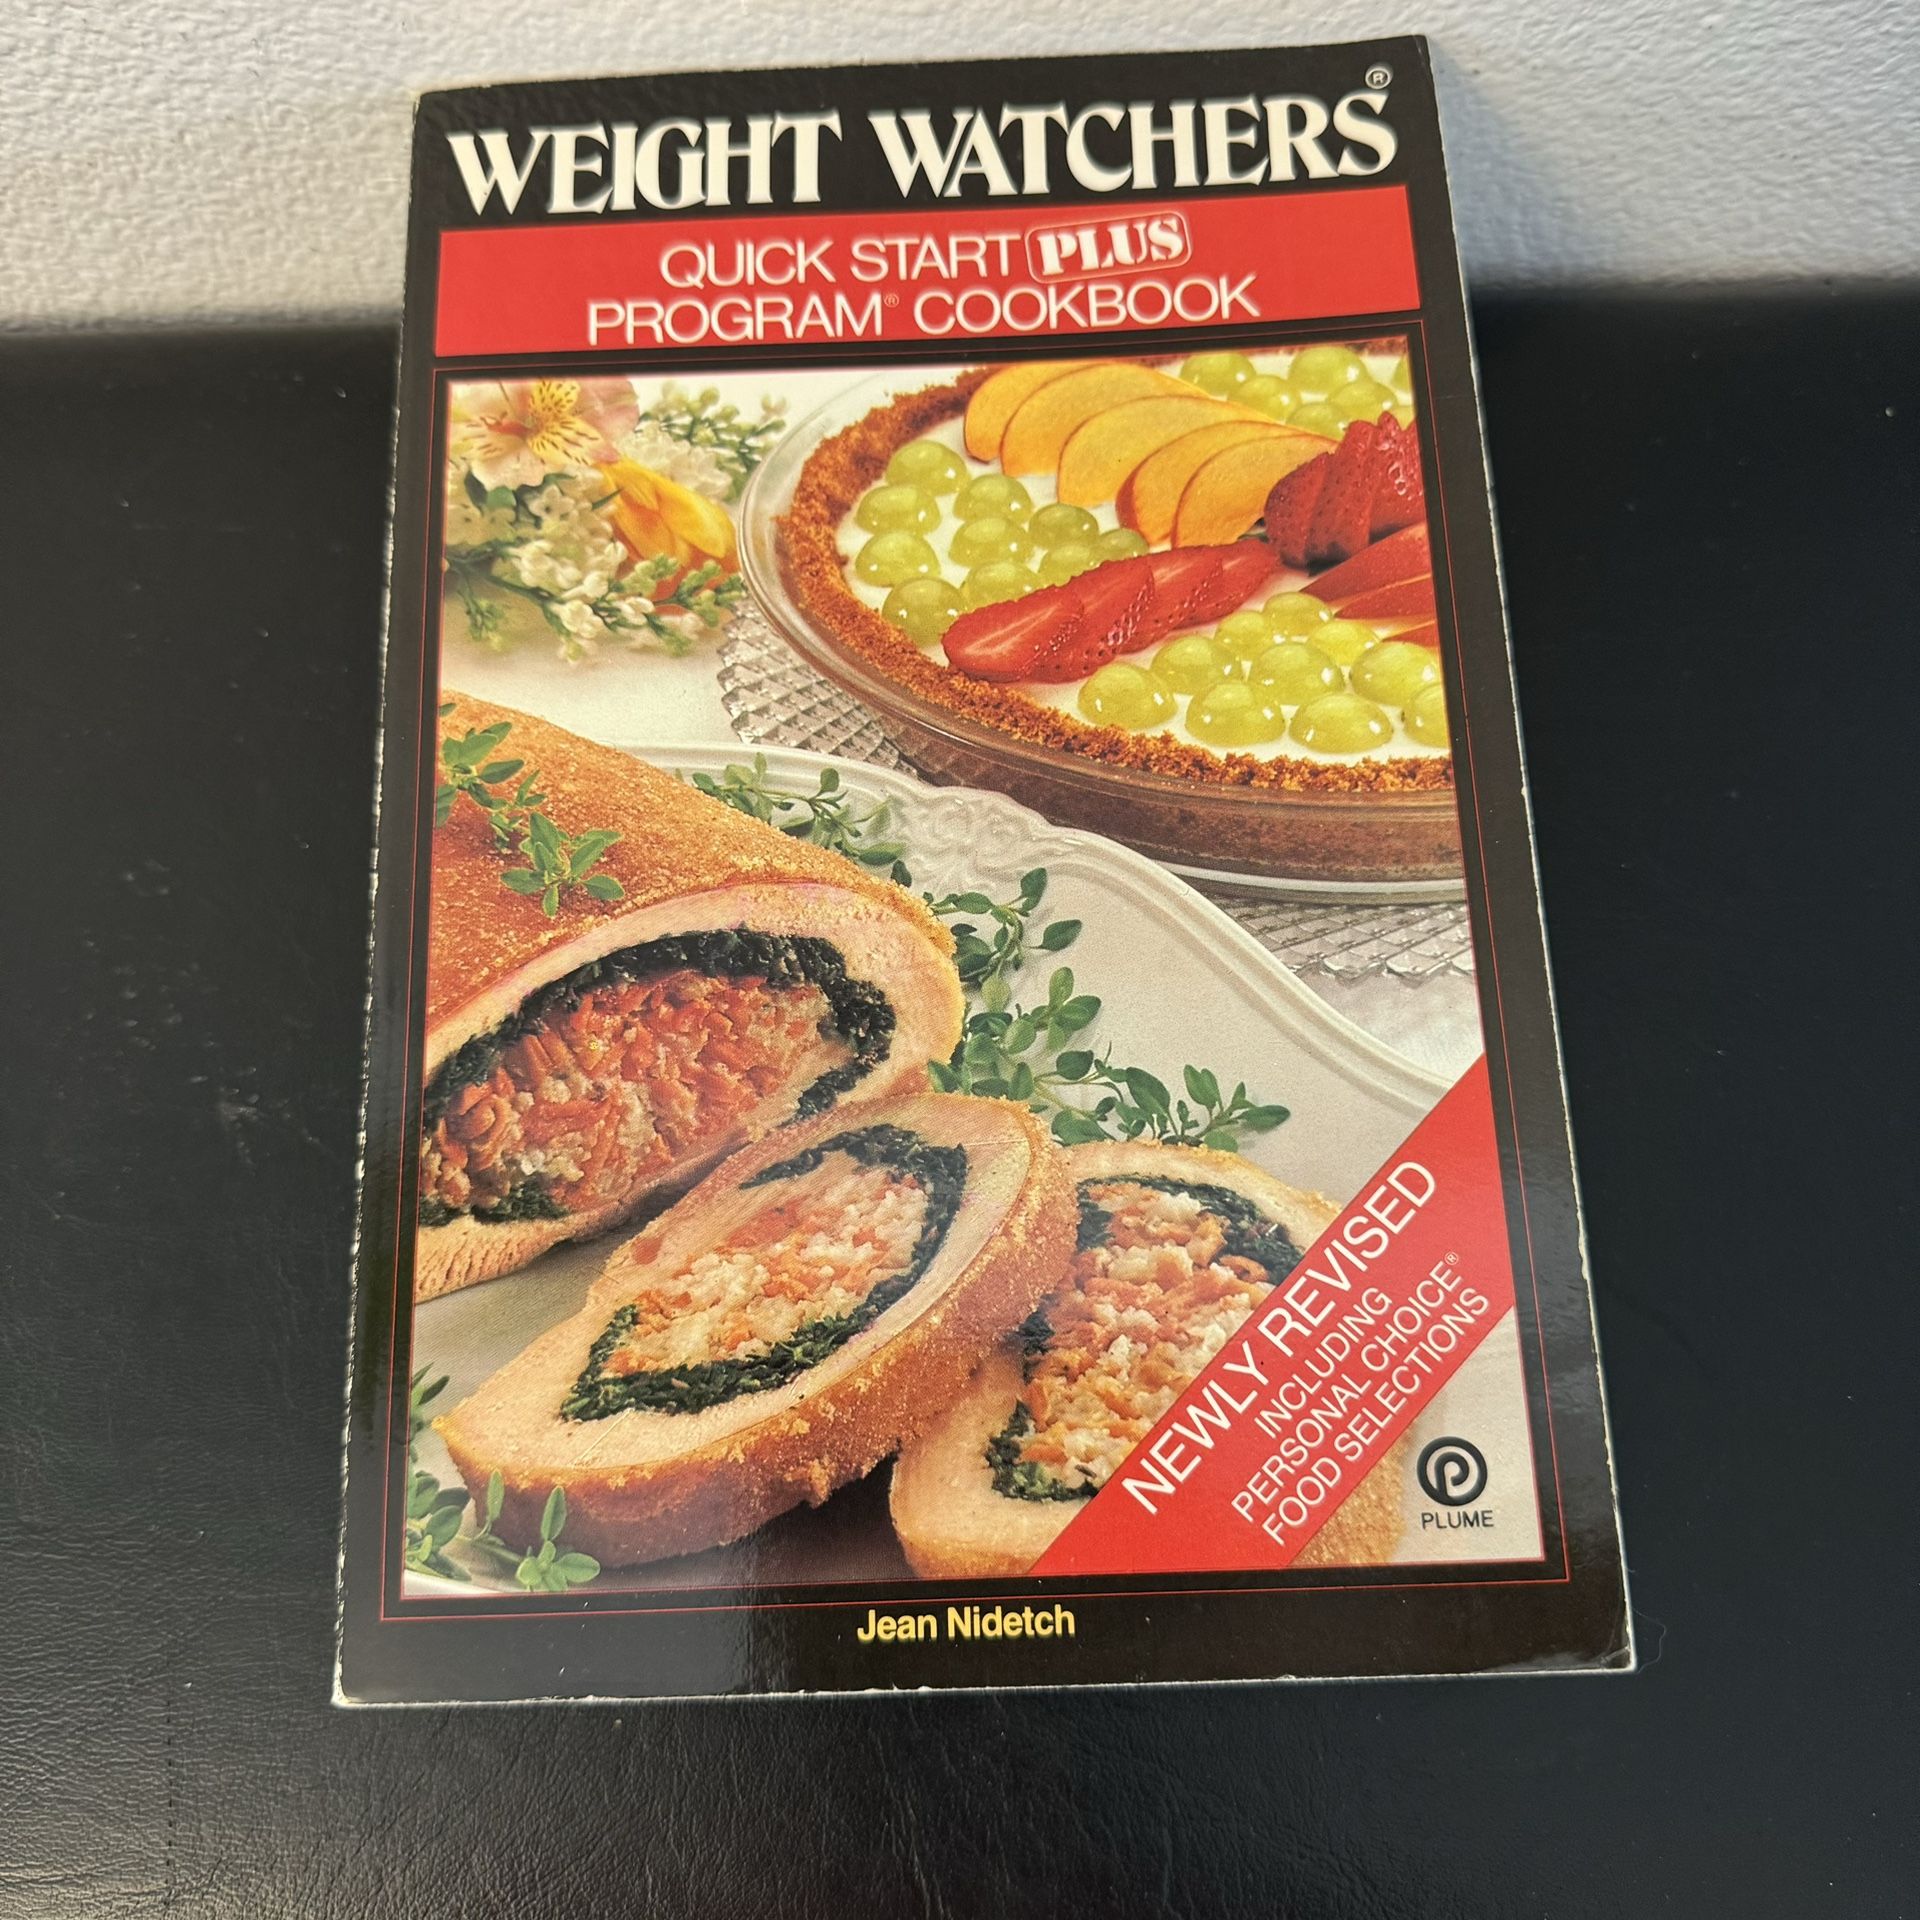 WEIGHT WATCHERS®
QUICK START PLUS
PROGRAM® COOKBOOK
NEWLY REVISED
INCLUDING
PERSONAL CHOICE®
FOOD SELECTIONS
P
PLUME
Jean Nidetch